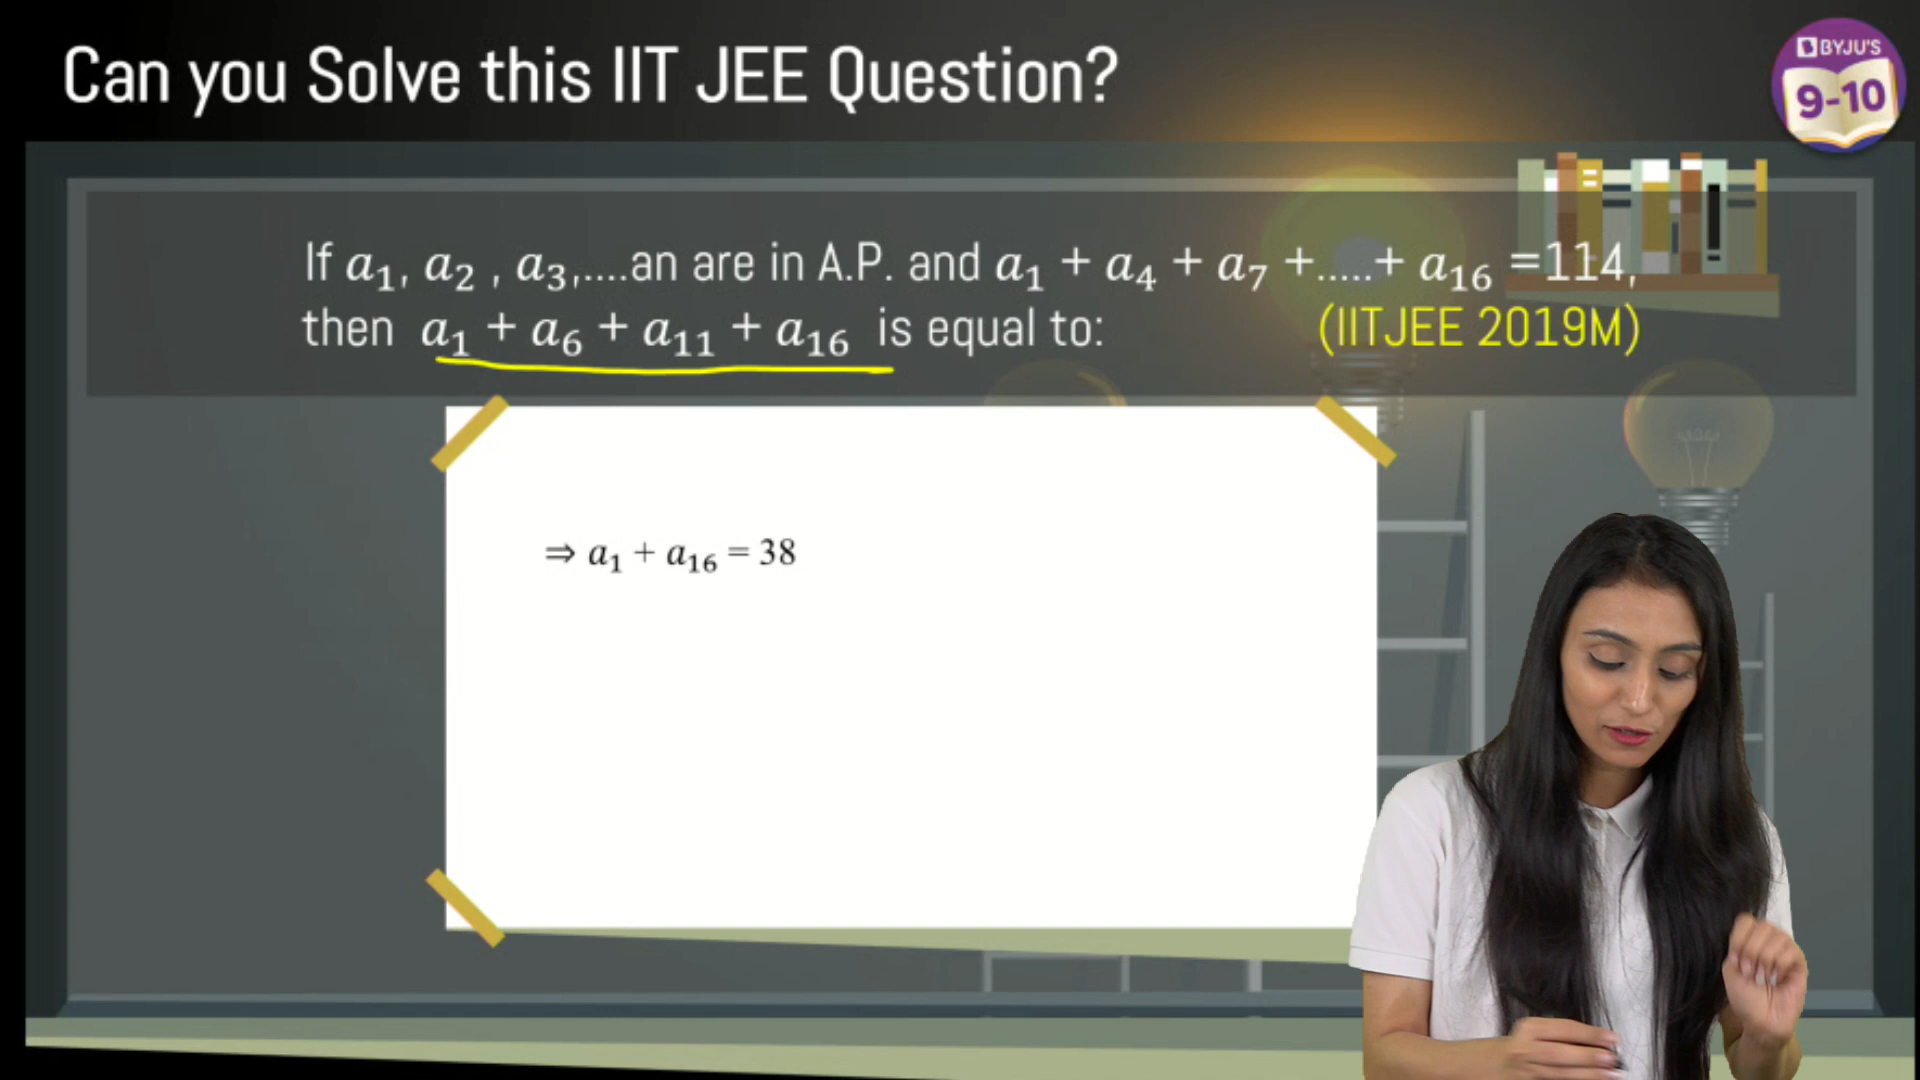 Can you Solve this IIT JEE Question?
BYJU'S
9-10
If a₁, a₂ , a₃,....an are in A.P. and a₁ + a₄ + a₇ +.....+ a₁₆ =114,
then a₁ + a₆ + a₁₁ + a₁₆ is equal to: (IITJEE 2019M)
⇒ a₁ + a₁₆ = 38